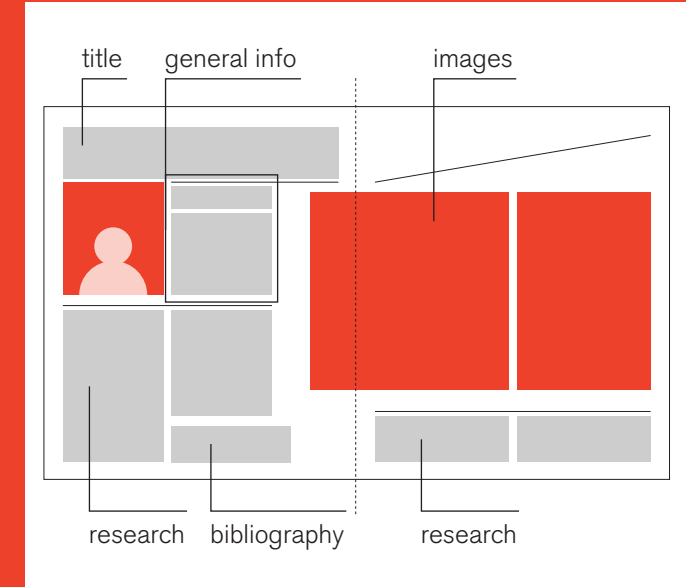 title
general info
images
research
bibliography
research